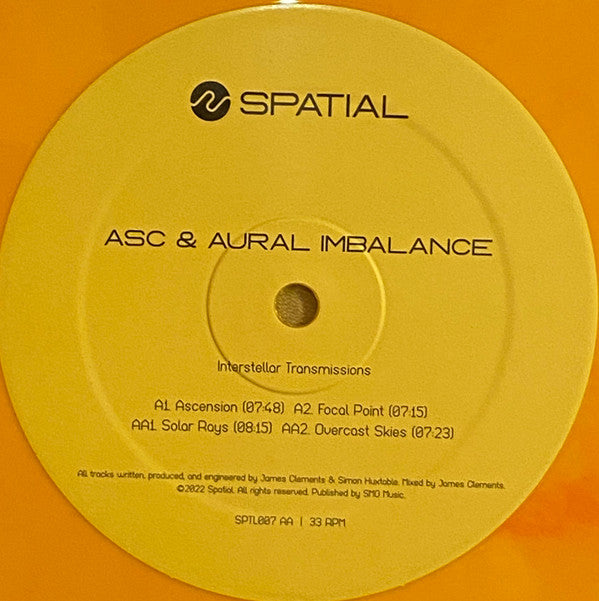 SPATIAL
ASC & AURAL IMBALANCE
Interstellar Transmissions
A1. Ascension (07:48) A2. Focal Point (07:15)
AA1. Solar Rays (08:15) AA2. Overcast Skies (07:23)
All tracks written, produced, and engineered by James Clements & Simon Huxtable. Mixed by James Clements.
©2022 Spatial. All rights reserved. Published by SMO Music.
SPTL007 AA | 33 RPM